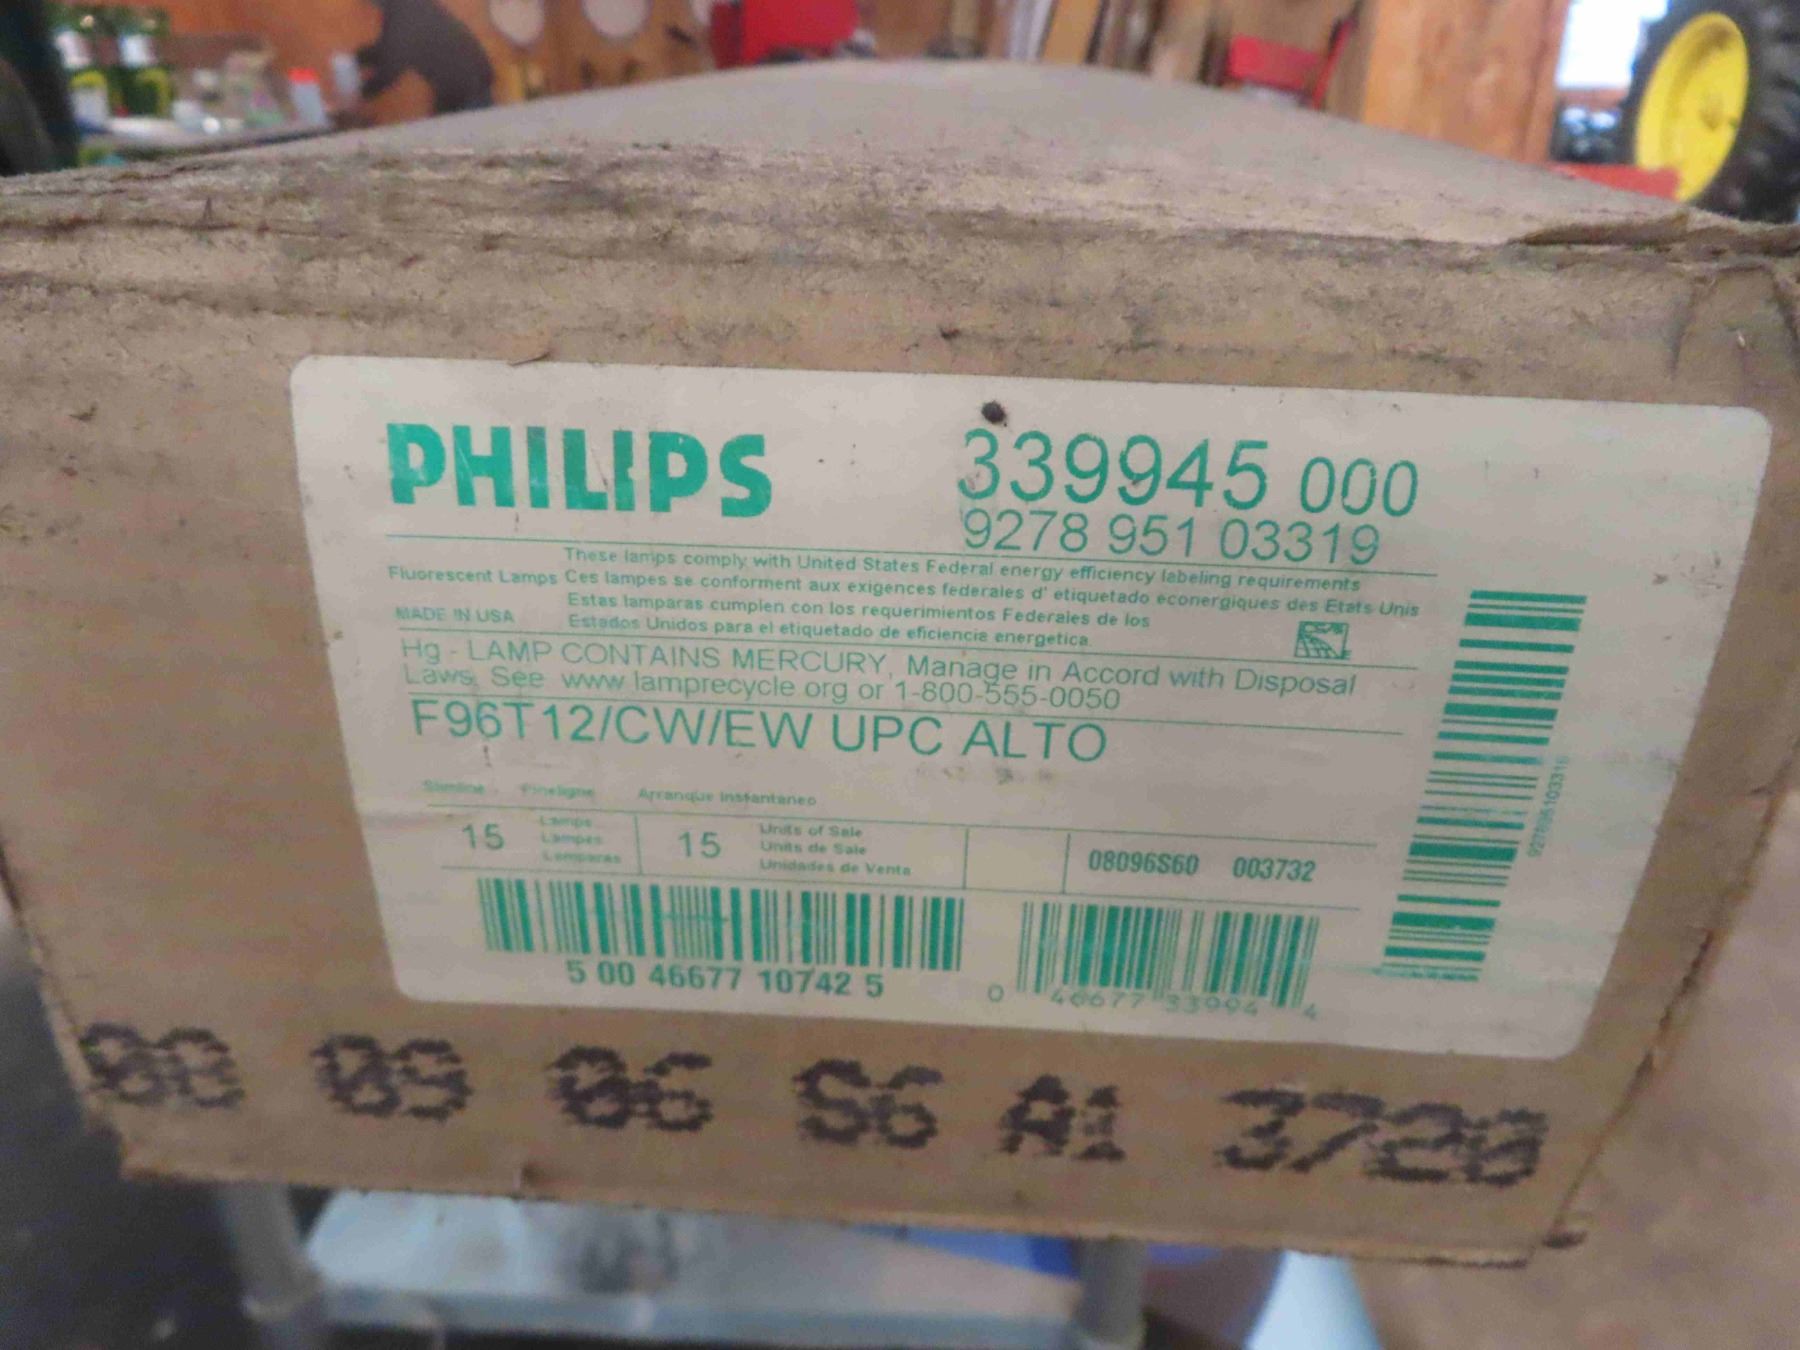 PHILIPS
339945 000
9278 951 03319
These lamps comply with United States Federal energy efficiency labeling requirements
Fluorescent Lamps Ces lampes se conforment aux exigences federales d' etiquetado econergiques des Etats Unis
Estas lamparas cumplen con los requerimientos Federales de los
MADE IN USA Estados Unidos para el etiquetado de eficiencia energetica.
Hg - LAMP CONTAINS MERCURY, Manage in Accord with Disposal
Laws. See www lamprecycle org or 1-800-555-0050
F96T12/CW/EW UPC ALTO
Slimline Fineligne Arranque Instantaneo
15 Lamps Lampes Lamparas 15 Units of Sale Units de Sale Unidades de Venta 08096S60 003732
927895103319
5 00 46677 10742 5
0 46677 33994 4
09 06 S6 A1 3720